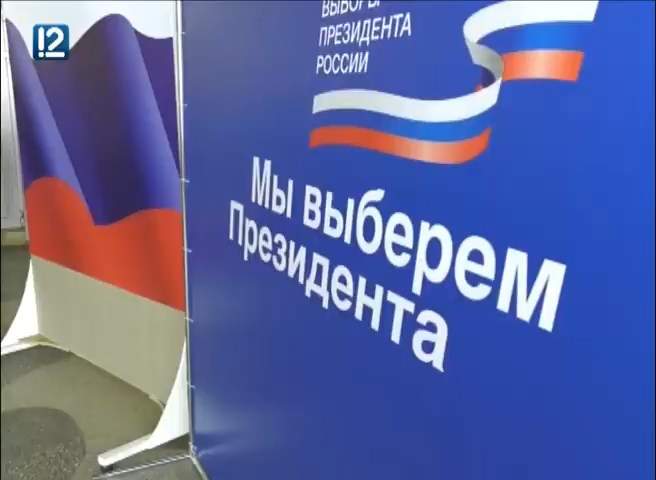 12
ВЫБОРЫ
ПРЕЗИДЕНТА
РОССИИ
Мы выберем
Президента